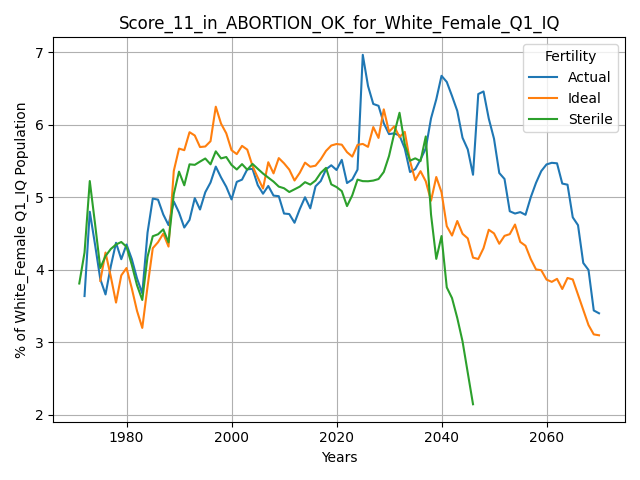 Score_11_in_ABORTION_OK_for_White_Female_Q1_IQ
Fertility
Actual
Ideal
Sterile
% of White_Female Q1_IQ Population
7
6
5
4
3
2
1980
2000
2020
2040
2060
Years